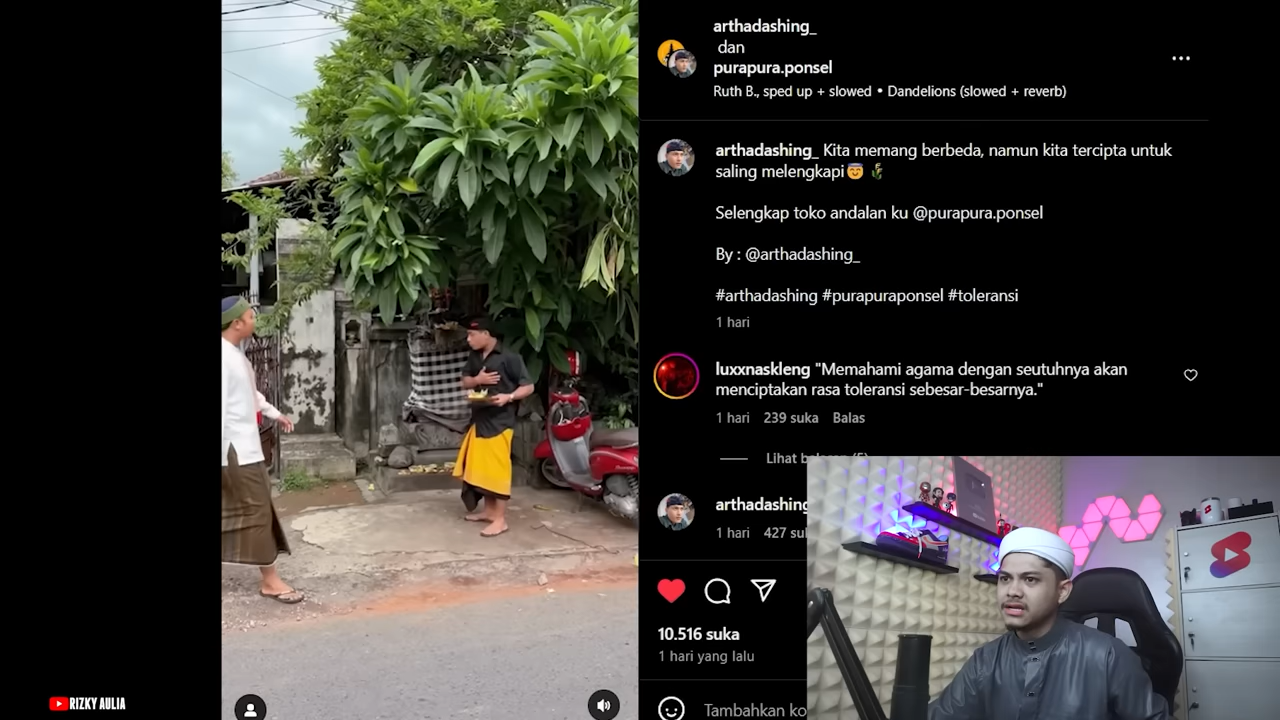 arthadashing_
dan
purapura.ponsel
Ruth B., sped up + slowed • Dandelions (slowed + reverb)
arthadashing_ Kita memang berbeda, namun kita tercipta untuk
saling melengkapi😇🌾
Selengkap toko andalan ku @purapura.ponsel
By : @arthadashing_
#arthadashing #purapuraponsel #toleransi
1 hari
luxxnaskleng "Memahami agama dengan seutuhnya akan
menciptakan rasa toleransi sebesar-besarnya."
1 hari 239 suka Balas
Lihat
arthadashing
1 hari 427
10.516 suka
1 hari yang lalu
Tambahkan
RIZKY AULIA